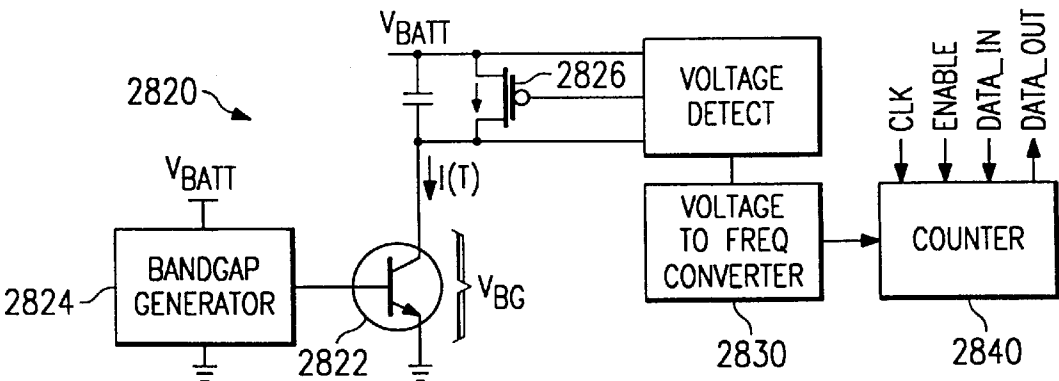 V_BATT
2826
2820
VOLTAGE
DETECT
CLK
ENABLE
DATA_IN
DATA_OUT
V_BATT
I(T)
BANDGAP
GENERATOR
2824
2822
V_BG
VOLTAGE
TO FREQ
CONVERTER
2830
COUNTER
2840